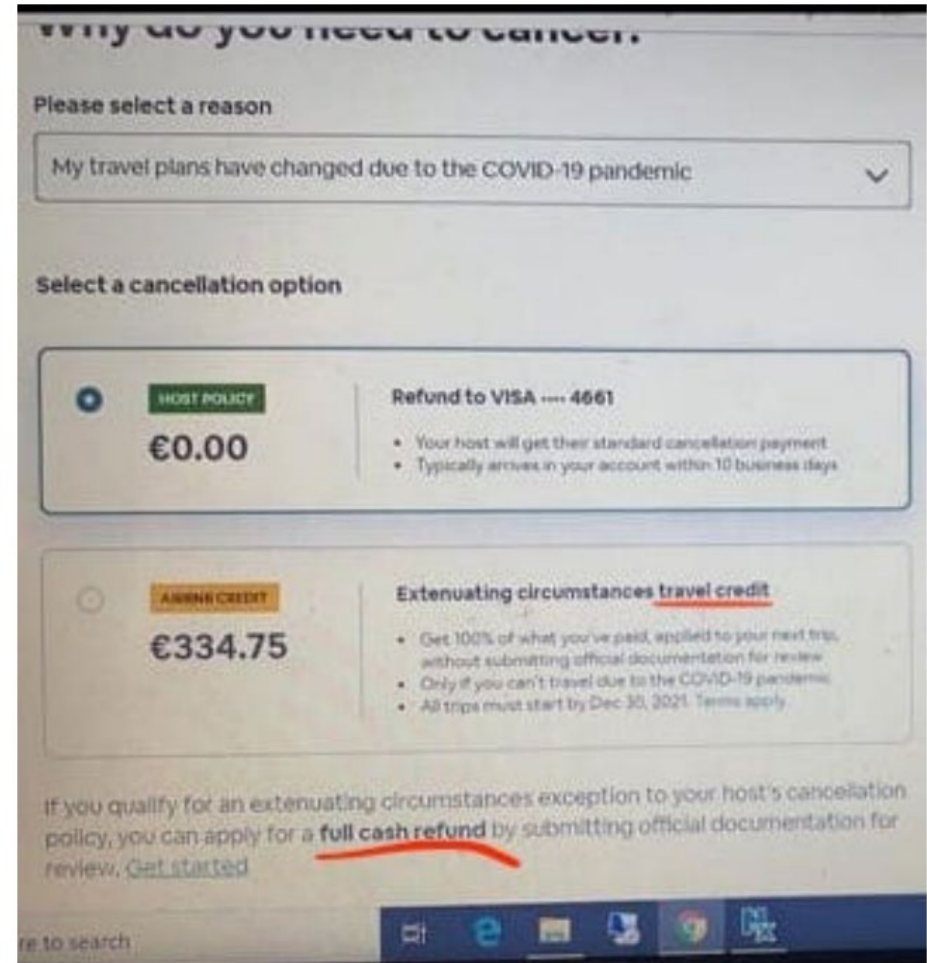 Why do you need to cancel?
Please select a reason
My travel plans have changed due to the COVID-19 pandemic
Select a cancellation option
HOST POLICY
€0.00
Refund to VISA ···· 4661
• Your host will get their standard cancellation payment
• Typically arrives in your account within 10 business days
AIRBNB CREDIT
€334.75
Extenuating circumstances travel credit
• Get 100% of what you've paid, applied to your next trip,
without submitting official documentation for review
• Only if you can't travel due to the COVID-19 pandemic
• All trips must start by Dec 30, 2021. Terms apply
If you qualify for an extenuating circumstances exception to your host's cancellation
policy, you can apply for a full cash refund by submitting official documentation for
review. Get started
re to search